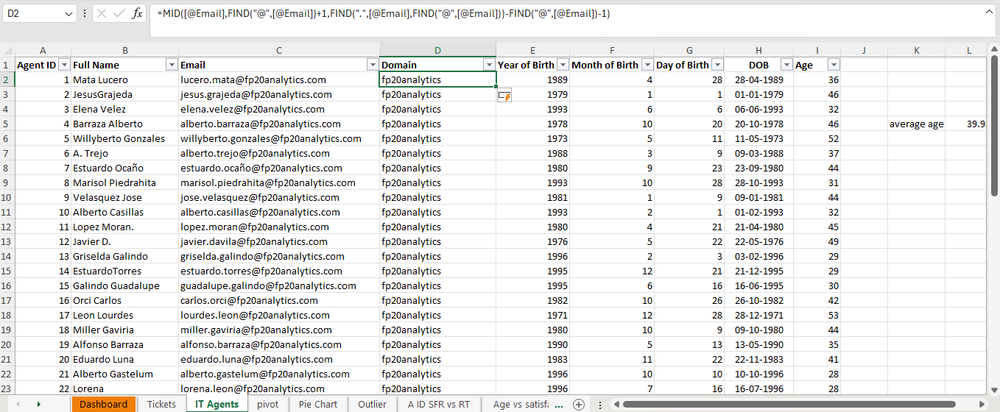 D2 fx =MID([@Email],FIND("@",[@Email])+1,FIND(".",[@Email],FIND("@",[@Email]))-FIND("@",[@Email])-1)
A B C D E F G H I J K L
1 Agent ID Full Name Email Domain Year of Birth Month of Birth Day of Birth DOB Age
2 1 Mata Lucero lucero.mata@fp20analytics.com fp20analytics 1989 4 28 28-04-1989 36
3 2 JesusGrajeda jesus.grajeda@fp20analytics.com fp20analytics 1979 1 1 01-01-1979 46
4 3 Elena Velez elena.velez@fp20analytics.com fp20analytics 1993 6 6 06-06-1993 32
5 4 Barraza Alberto alberto.barraza@fp20analytics.com fp20analytics 1978 10 20 20-10-1978 46 average age 39.9
6 5 Willyberto Gonzales willyberto.gonzales@fp20analytics.com fp20analytics 1973 5 11 11-05-1973 52
7 6 A. Trejo alberto.trejo@fp20analytics.com fp20analytics 1988 3 9 09-03-1988 37
8 7 Estuardo Ocaño estuardo.ocaño@fp20analytics.com fp20analytics 1980 9 23 23-09-1980 44
9 8 Marisol Piedrahita marisol.piedrahita@fp20analytics.com fp20analytics 1993 10 28 28-10-1993 31
10 9 Velasquez Jose jose.velasquez@fp20analytics.com fp20analytics 1981 1 9 09-01-1981 44
11 10 Alberto Casillas alberto.casillas@fp20analytics.com fp20analytics 1993 2 1 01-02-1993 32
12 11 Lopez Moran. lopez.moran@fp20analytics.com fp20analytics 1980 4 21 21-04-1980 45
13 12 Javier D. javier.davila@fp20analytics.com fp20analytics 1976 5 22 22-05-1976 49
14 13 Griselda Galindo griselda.galindo@fp20analytics.com fp20analytics 1996 2 3 03-02-1996 29
15 14 EstuardoTorres estuardo.torres@fp20analytics.com fp20analytics 1995 12 21 21-12-1995 29
16 15 Galindo Guadalupe guadalupe.galindo@fp20analytics.com fp20analytics 1995 6 16 16-06-1995 30
17 16 Orci Carlos carlos.orci@fp20analytics.com fp20analytics 1982 10 26 26-10-1982 42
18 17 Leon Lourdes lourdes.leon@fp20analytics.com fp20analytics 1971 12 28 28-12-1971 53
19 18 Miller Gaviria miller.gaviria@fp20analytics.com fp20analytics 1980 10 9 09-10-1980 44
20 19 Alfonso Barraza alfonso.barraza@fp20analytics.com fp20analytics 1990 5 13 13-05-1990 35
21 20 Eduardo Luna eduardo.luna@fp20analytics.com fp20analytics 1983 11 22 22-11-1983 41
22 21 Alberto Gastelum alberto.gastelum@fp20analytics.com fp20analytics 1996 10 10 10-10-1996 28
23 22 Lorena lorena.leon@fp20analytics.com fp20analytics 1996 7 16 16-07-1996 28
Dashboard Tickets IT Agents pivot Pie Chart Outlier A ID SFR vs RT Age vs satisfa ...